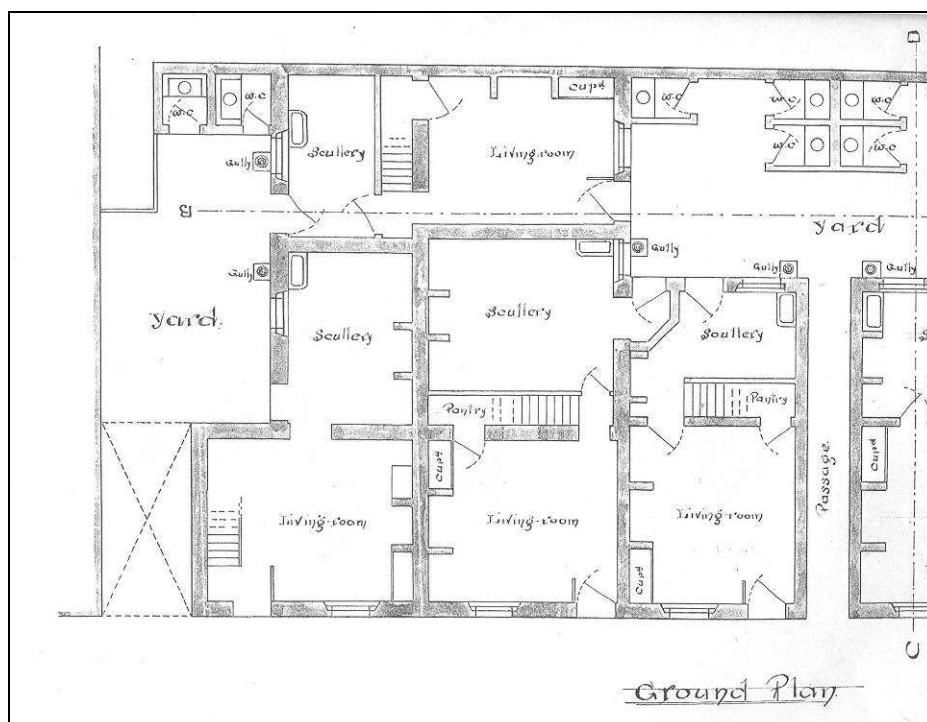 D
w.c
w.c
Cupd
w.c
w.c
w.c
w.c
w.c
Scullery
Living-room
Gully
B
Yard
Gully
Gully
Gully
Gully
Yard.
Scullery
Scullery
Scullery
Pantry
Pantry
Cupd
Cupd
Living-room
Living-room
Living-room
Passage.
Cupd
C
Ground Plan.